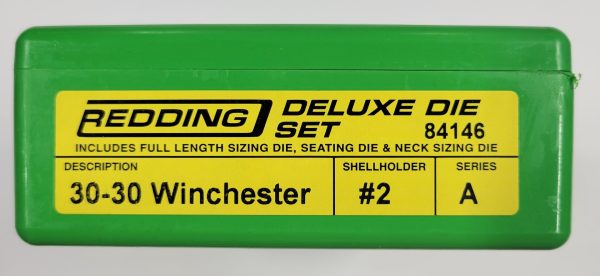 REDDING DELUXE DIE SET 84146
INCLUDES FULL LENGTH SIZING DIE, SEATING DIE & NECK SIZING DIE
DESCRIPTION SHELLHOLDER SERIES
30-30 Winchester #2 A